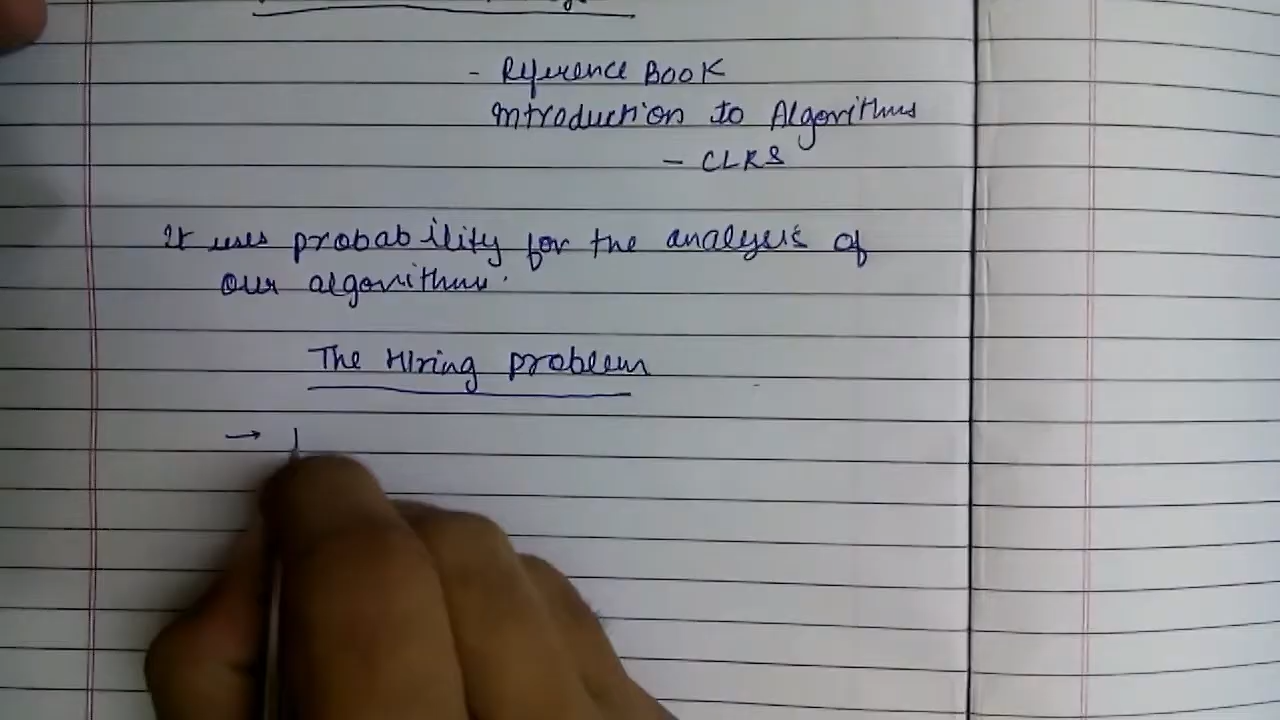 - Reference Book
Introduction to Algorithms
- CLRS
It uses probability for the analysis of
our algorithms.
The Hiring problem
→